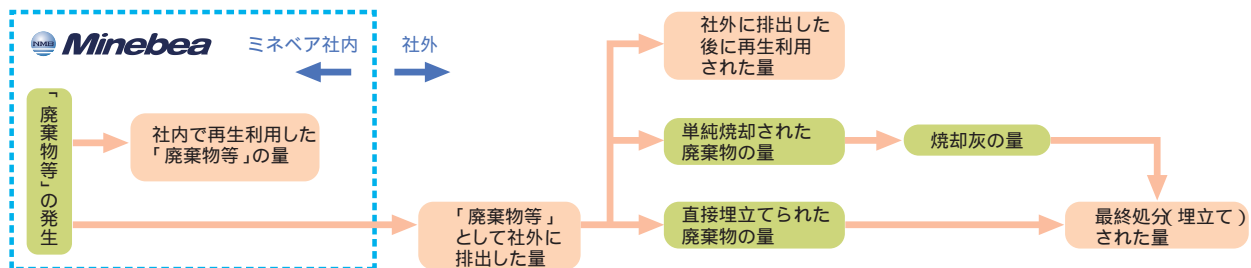 NMB Minebea
ミネベア社内
社外
「廃棄物等」の発生
社内で再生利用した
「廃棄物等」の量
「廃棄物等」
として社外に
排出した量
社外に排出した
後に再生利用
された量
単純焼却された
廃棄物の量
焼却灰の量
直接埋立てられた
廃棄物の量
最終処分(埋立て)
された量